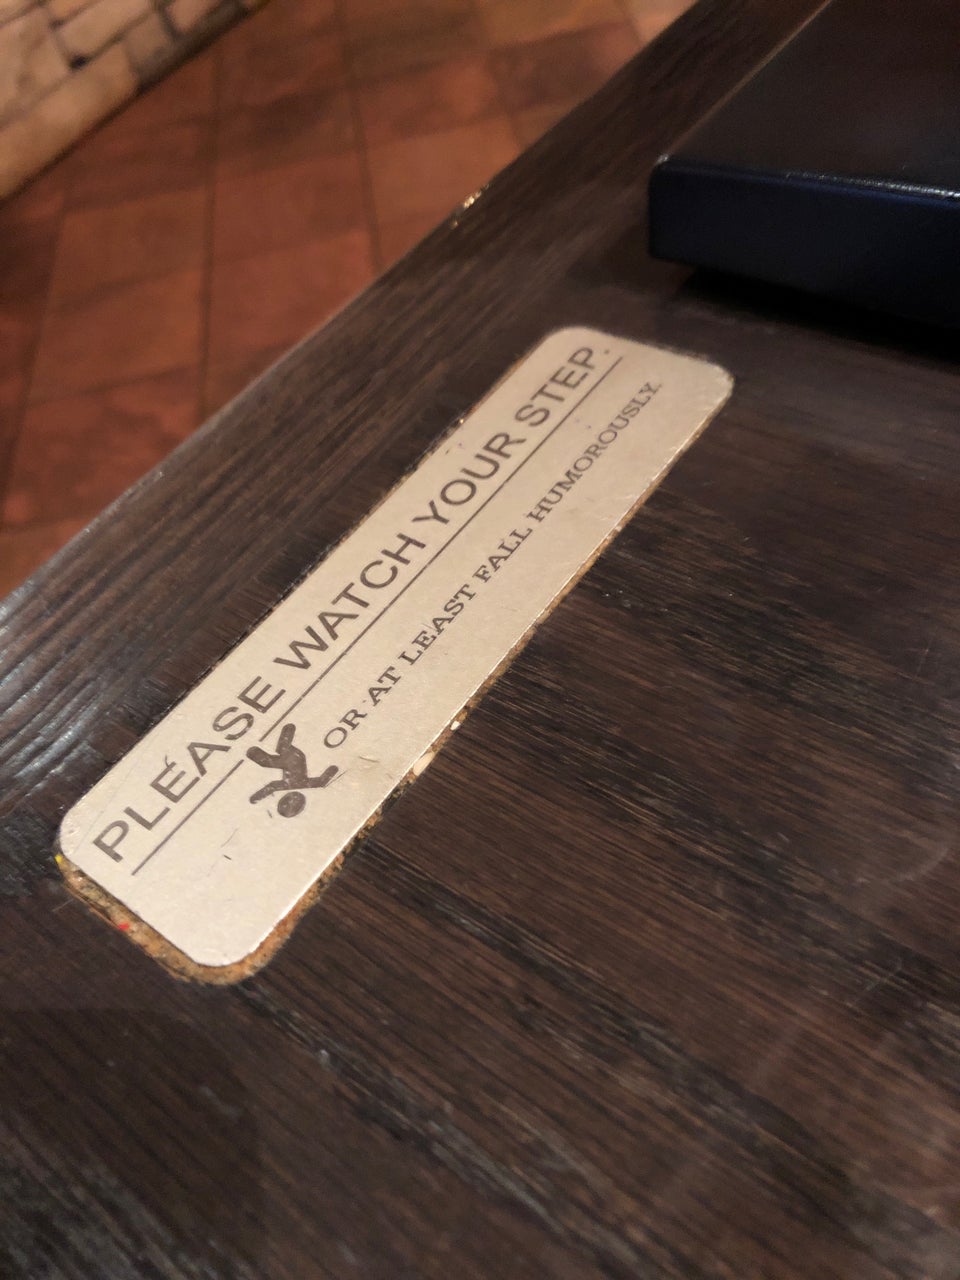 PLEASE WATCH YOUR STEP.
OR AT LEAST FALL HUMOROUSLY.